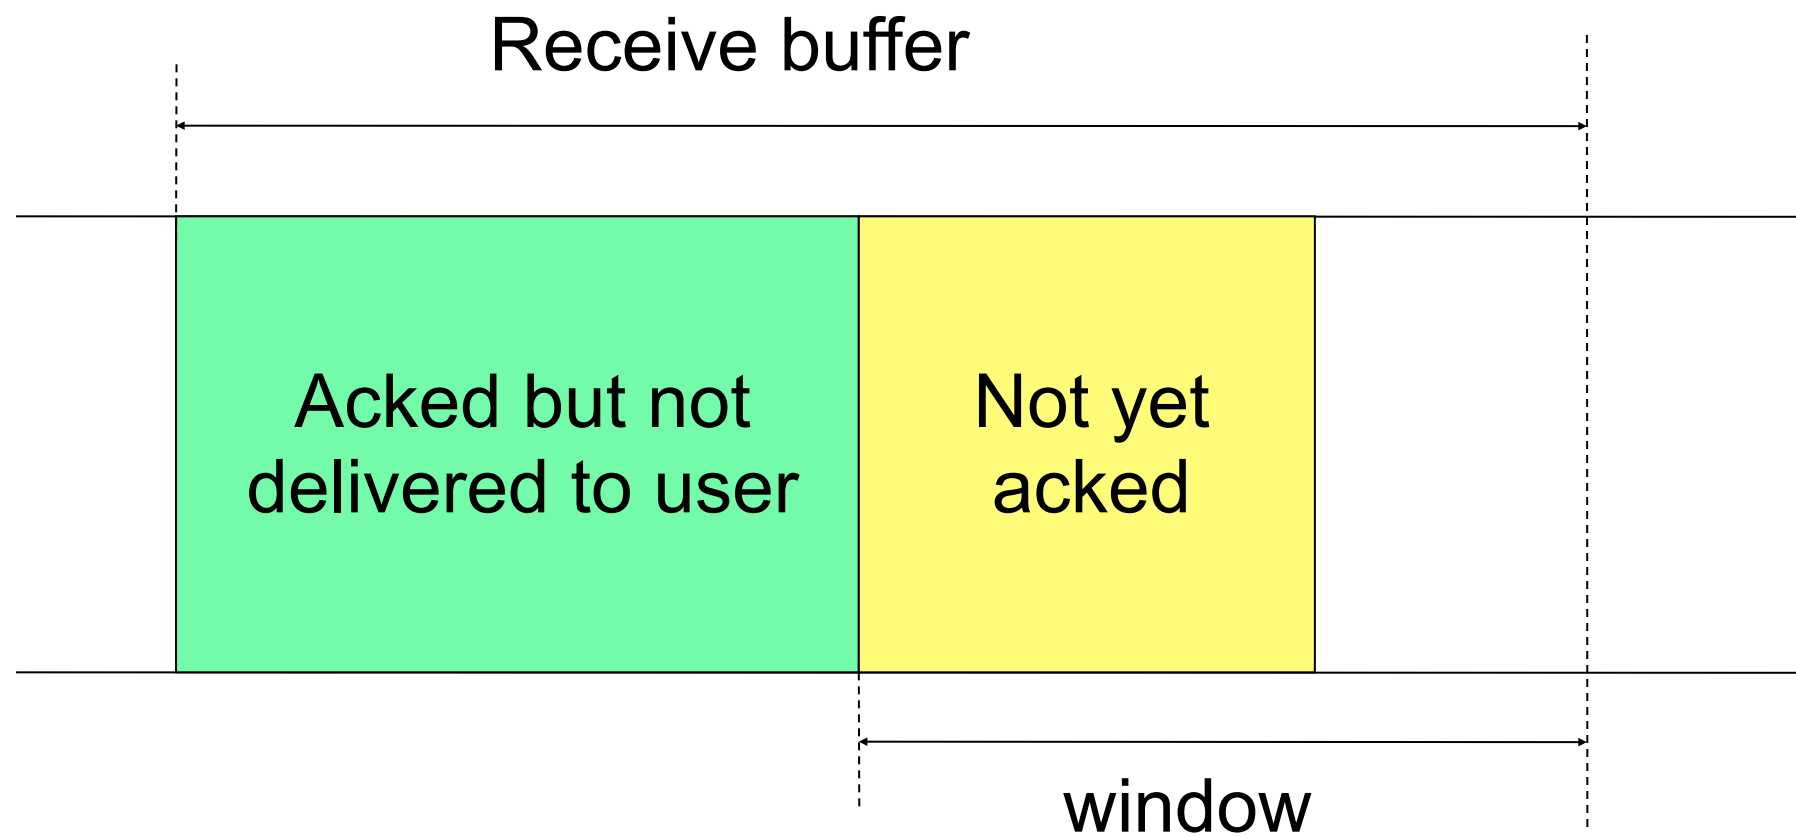 Receive buffer
Acked but not
delivered to user
Not yet
acked
window